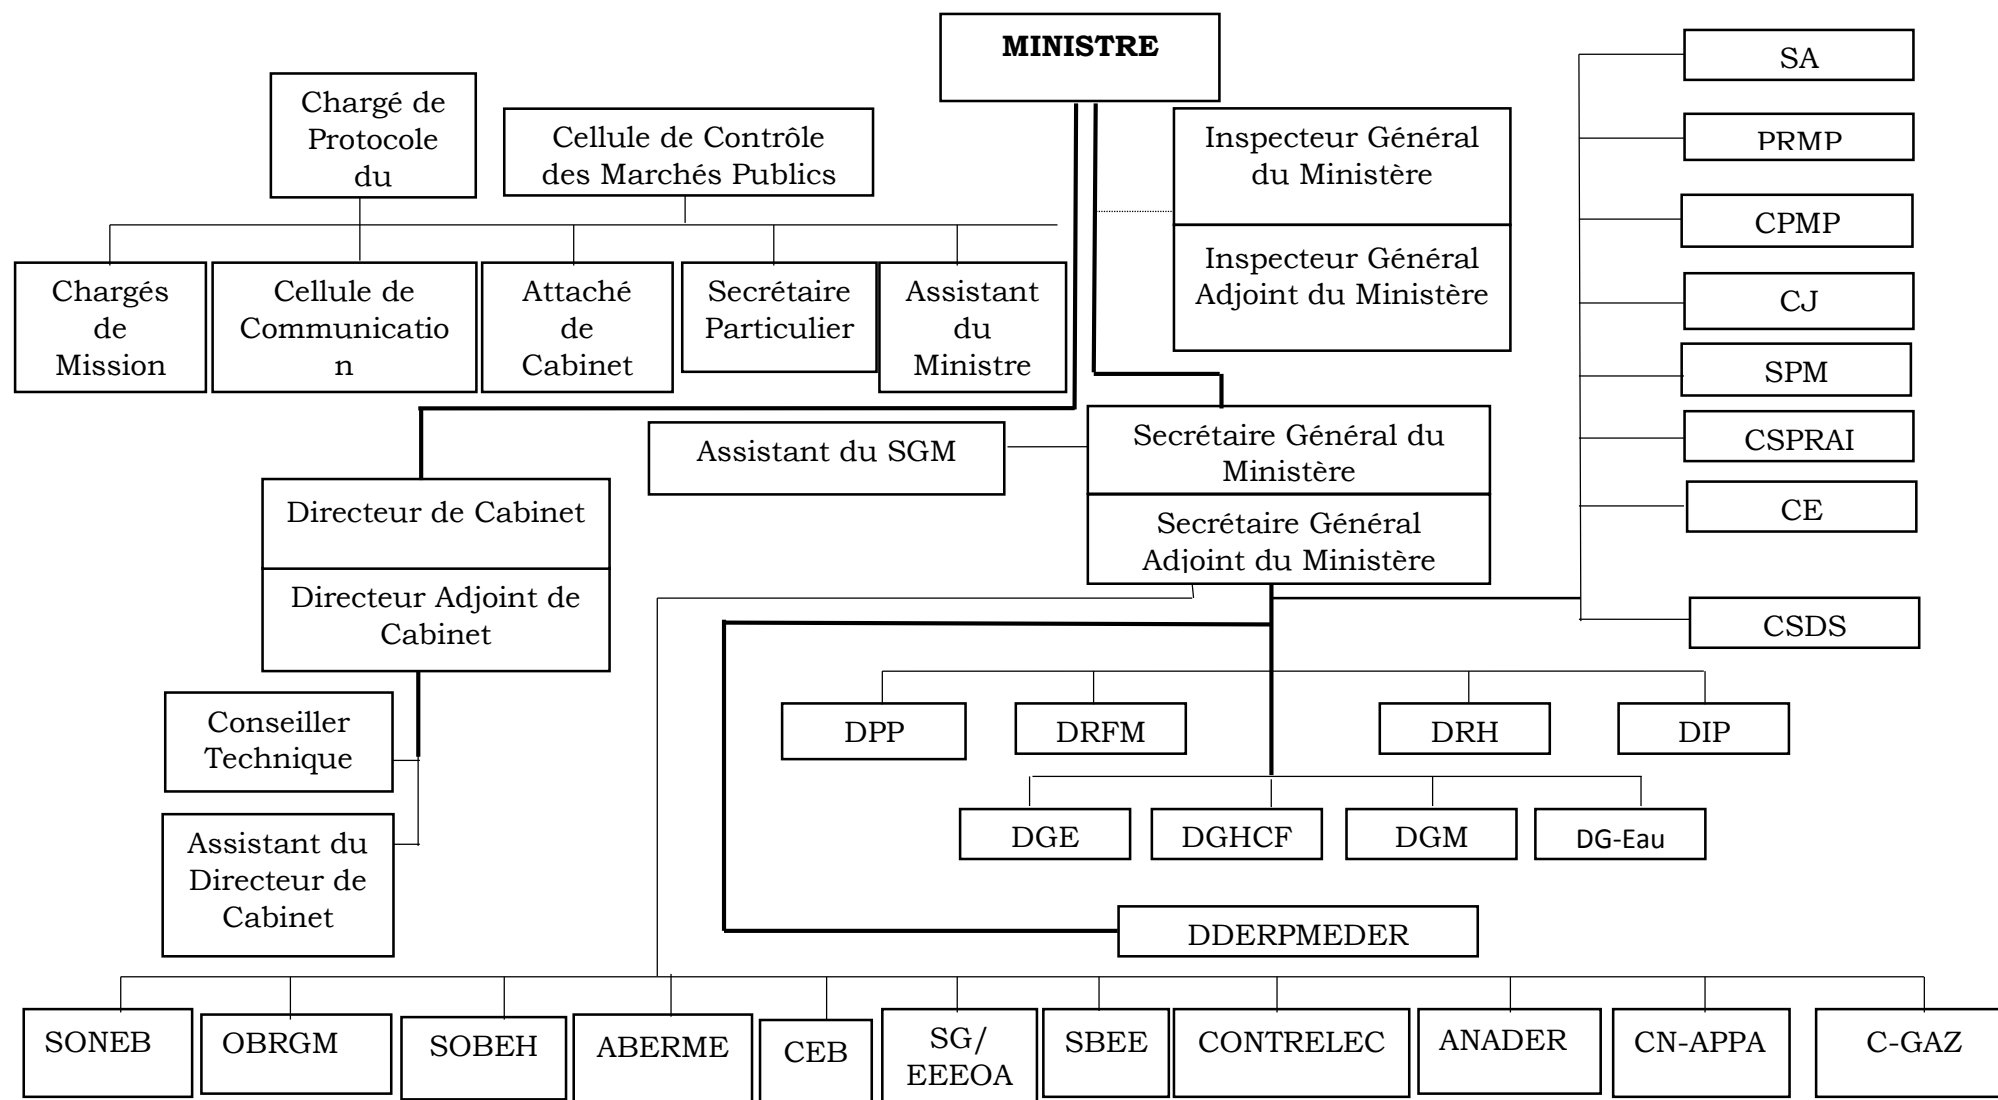 MINISTRE
SA
Chargé de
Protocole
du
Cellule de Contrôle
des Marchés Publics
Inspecteur Général
du Ministère
PRMP
CPMP
Inspecteur Général
Adjoint du Ministère
Chargés
de
Mission
Cellule de
Communicatio
n
Attaché
de
Cabinet
Secrétaire
Particulier
Assistant
du
Ministre
CJ
SPM
CSPRAI
Assistant du SGM
Secrétaire Général du
Ministère
Secrétaire Général
Adjoint du Ministère
CE
Directeur de Cabinet
Directeur Adjoint de
Cabinet
CSDS
Conseiller
Technique
DPP
DRFM
DRH
DIP
Assistant du
Directeur de
Cabinet
DGE
DGHCF
DGM
DG-Eau
DDERPMEDER
SONEB
OBRGM
SOBEH
ABERME
CEB
SG/
EEEOA
SBEE
CONTRELEC
ANADER
CN-APPA
C-GAZ